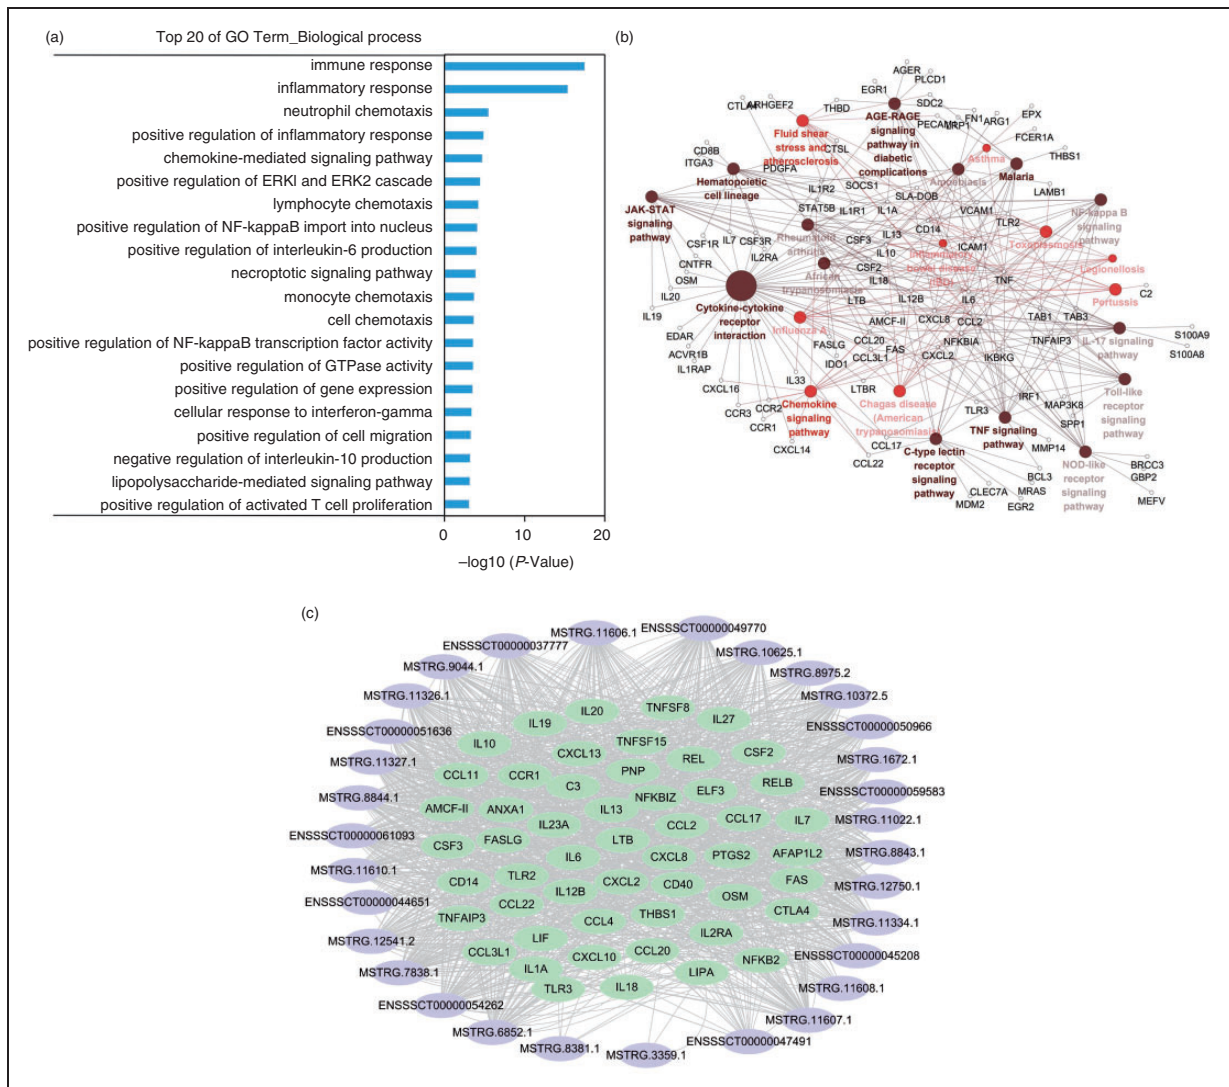 (a)
Top 20 of GO Term_Biological process
immune response
inflammatory response
neutrophil chemotaxis
positive regulation of inflammatory response
chemokine-mediated signaling pathway
positive regulation of ERKI and ERK2 cascade
lymphocyte chemotaxis
positive regulation of NF-kappaB import into nucleus
positive regulation of interleukin-6 production
necroptotic signaling pathway
monocyte chemotaxis
cell chemotaxis
positive regulation of NF-kappaB transcription factor activity
positive regulation of GTPase activity
positive regulation of gene expression
cellular response to interferon-gamma
positive regulation of cell migration
negative regulation of interleukin-10 production
lipopolysaccharide-mediated signaling pathway
positive regulation of activated T cell proliferation
0
10
20
–log10 (P-Value)
(b)
AGER
PLCD1
EGR1
CTLA4
ARHGEF2
THBD
SDC2
EPX
PECAM1
LRP1
FN1
ARG1
FCER1A
AGE-RAGE
signaling
pathway in
diabetic
complications
Fluid shear
stress and
atherosclerosis
CTSL
Asthma
THBS1
CD8B
ITGA3
PDGFA
Hematopoietic
cell lineage
Amoebiasis
Malaria
IL1R2
SOCS1
SLA-DOB
LAMB1
JAK-STAT
signaling
pathway
STAT5B
IL1R1
IL1A
VCAM1
TLR2
NF-kappa B
signaling
pathway
CD14
CSF1R
IL7
CSF3R
IL2RA
Rheumatoid
arthritis
CSF3
IL13
IL10
ICAM1
Toxoplasmosis
CNTFR
OSM
African
trypanosomiasis
CSF2
IL18
Inflammatory
bowel disease
(IBD)
TNF
Legionellosis
IL20
IL19
Cytokine-cytokine
receptor
interaction
LTB
IL12B
IL6
Pertussis
C2
EDAR
ACVR1B
IL1RAP
Influenza A
AMCF-II
CXCL8
CCL2
TAB1
TAB3
IL-17 signaling
pathway
S100A9
S100A8
FASLG
CCL20
FAS
NFKBIA
TNFAIP3
IDO1
CCL3L1
CXCL2
IKBKG
CXCL16
IL33
LTBR
CCR3
CCR2
CCR1
CXCL14
Chemokine
signaling
pathway
Chagas disease
(American
trypanosomiasis)
TLR3
IRF1
MAP3K8
SPP1
Toll-like
receptor
signaling
pathway
TNF signaling
pathway
CCL17
CCL22
C-type lectin
receptor
signaling
pathway
MMP14
NOD-like
receptor
signaling
pathway
BRCC3
GBP2
MEFV
BCL3
CLEC7A
MRAS
MDM2
EGR2
(c)
MSTRG.11606.1
ENSSSCT00000049770
ENSSSCT00000037777
MSTRG.10625.1
MSTRG.9044.1
MSTRG.8975.2
MSTRG.11326.1
MSTRG.10372.5
ENSSSCT00000051636
ENSSSCT00000050966
MSTRG.11327.1
MSTRG.1672.1
MSTRG.8844.1
ENSSSCT00000059583
ENSSSCT00000061093
MSTRG.11022.1
MSTRG.11610.1
MSTRG.8843.1
ENSSSCT00000044651
MSTRG.12750.1
MSTRG.12541.2
MSTRG.11334.1
MSTRG.7838.1
ENSSSCT00000045208
ENSSSCT00000054262
MSTRG.11608.1
MSTRG.6852.1
MSTRG.11607.1
MSTRG.8381.1
MSTRG.3359.1
ENSSSCT00000047491
IL19
IL20
TNFSF8
IL27
IL10
CXCL13
TNFSF15
REL
CSF2
CCL11
CCR1
C3
PNP
ELF3
RELB
AMCF-II
ANXA1
IL13
NFKBIZ
IL23A
CCL2
CCL17
IL7
CSF3
FASLG
LTB
IL6
CXCL8
PTGS2
AFAP1L2
CD14
TLR2
IL12B
CXCL2
CD40
OSM
FAS
TNFAIP3
CCL22
CCL4
THBS1
CTLA4
LIF
IL2RA
CCL3L1
CXCL10
CCL20
IL1A
LIPA
NFKB2
TLR3
IL18